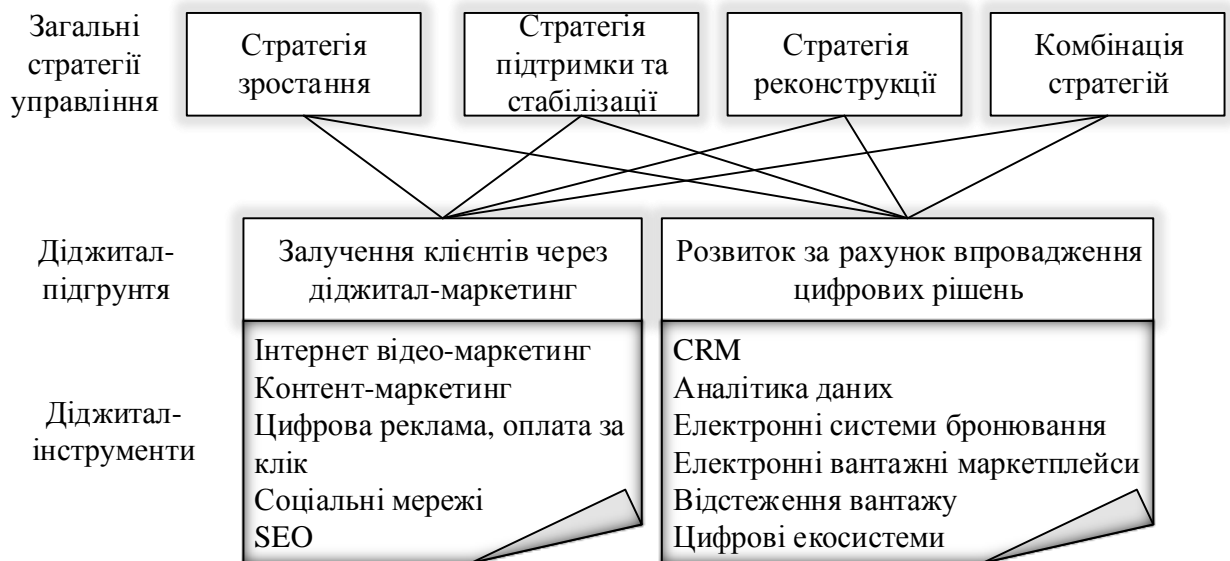 Загальні
стратегії
управління
Стратегія
зростання
Стратегія
підтримки та
стабілізації
Стратегія
реконструкції
Комбінація
стратегій
Діджитал-
підгрунтя
Залучення клієнтів через
діджитал-маркетинг
Розвиток за рахунок впровадження
цифрових рішень
Діджитал-
інструменти
Інтернет відео-маркетинг
Контент-маркетинг
Цифрова реклама, оплата за
клік
Соціальні мережі
SEO
CRM
Аналітика даних
Електронні системи бронювання
Електронні вантажні маркетплейси
Відстеження вантажу
Цифрові екосистеми